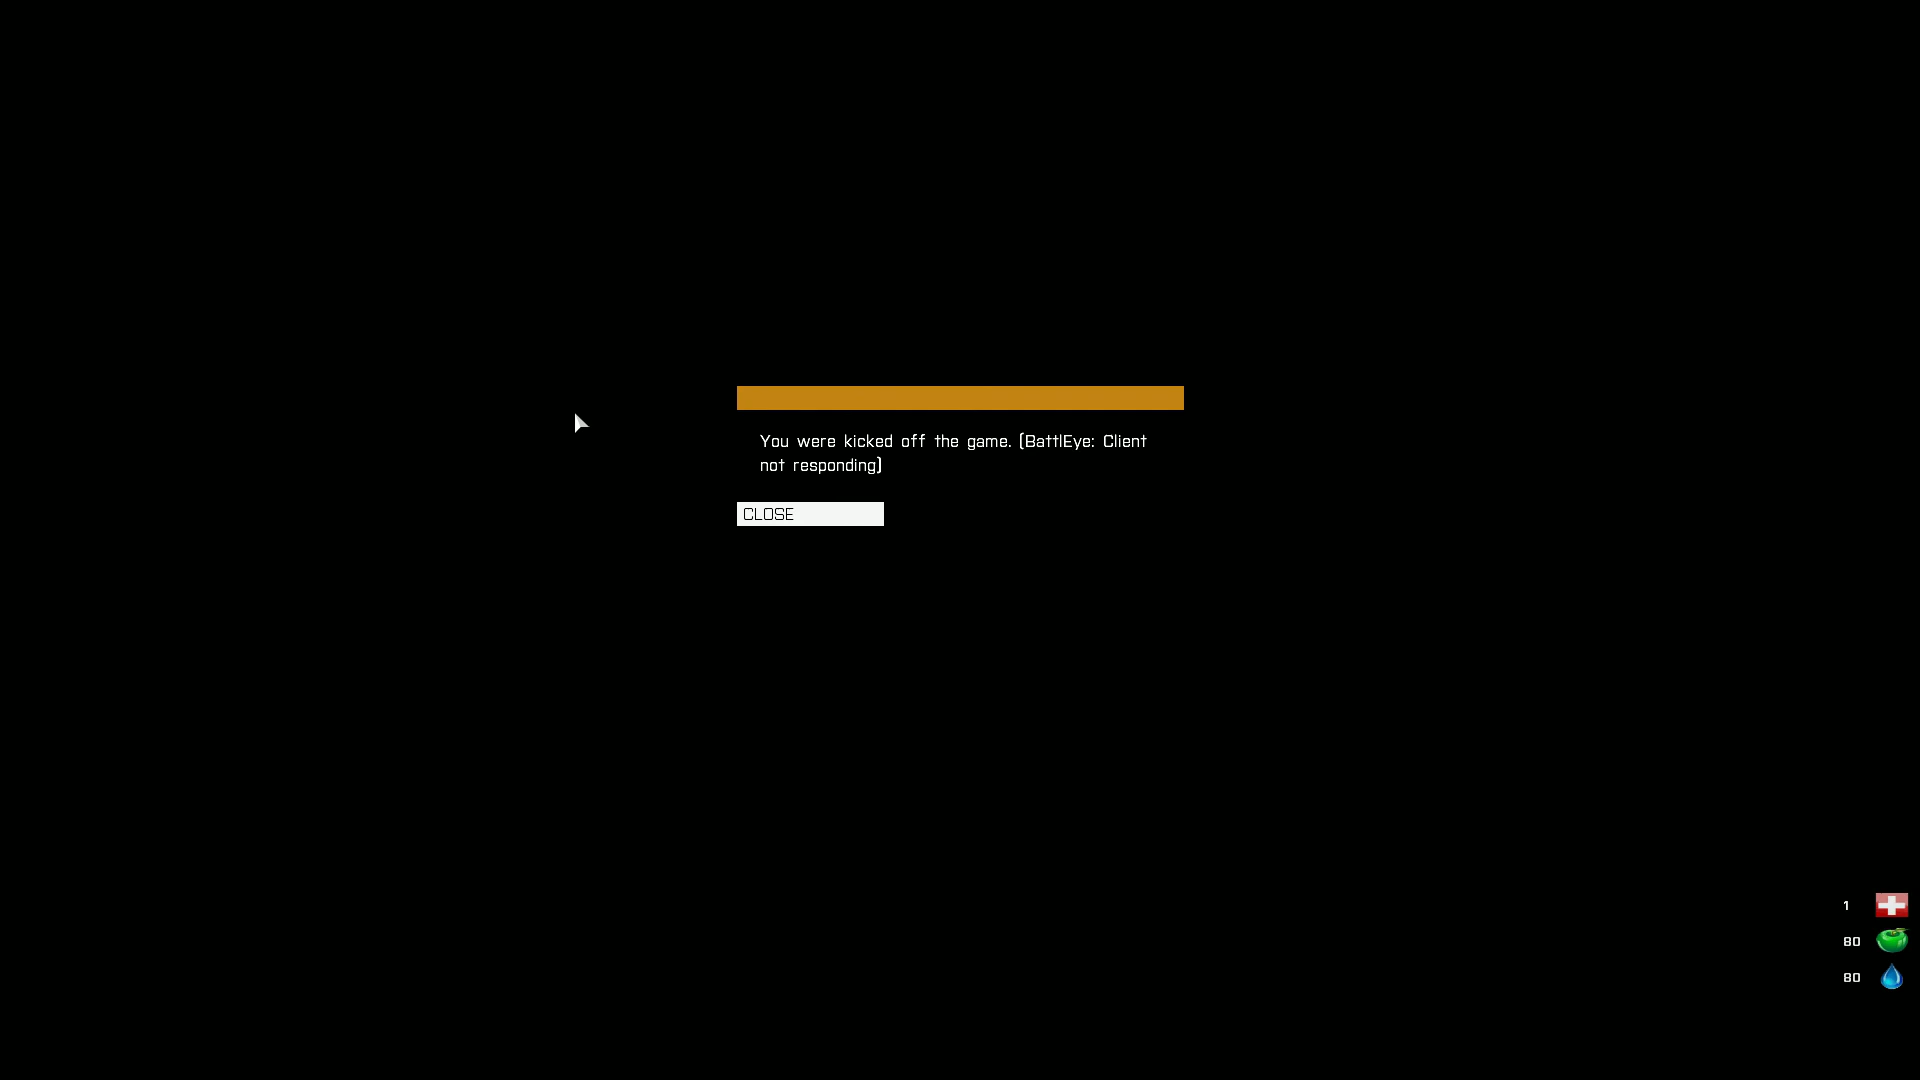 You were kicked off the game. (BattlEye: Client
not responding)
CLOSE
1
80
80